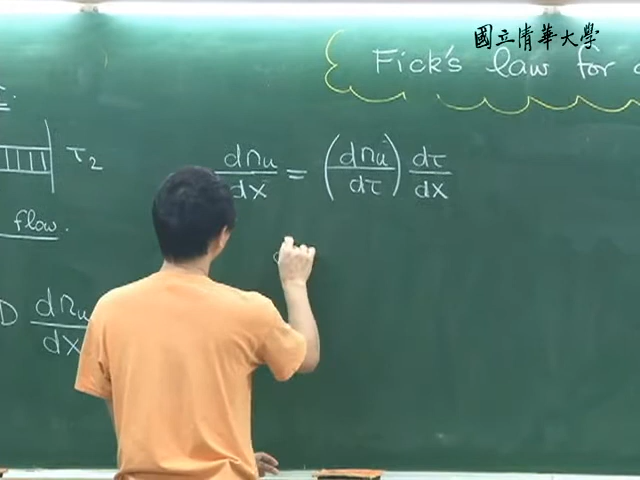 國立清華大學
Fick's law for
τ₂
dnᵤ/dx = (dnᵤ/dτ) dτ/dx
flow.
D dnᵤ/dx